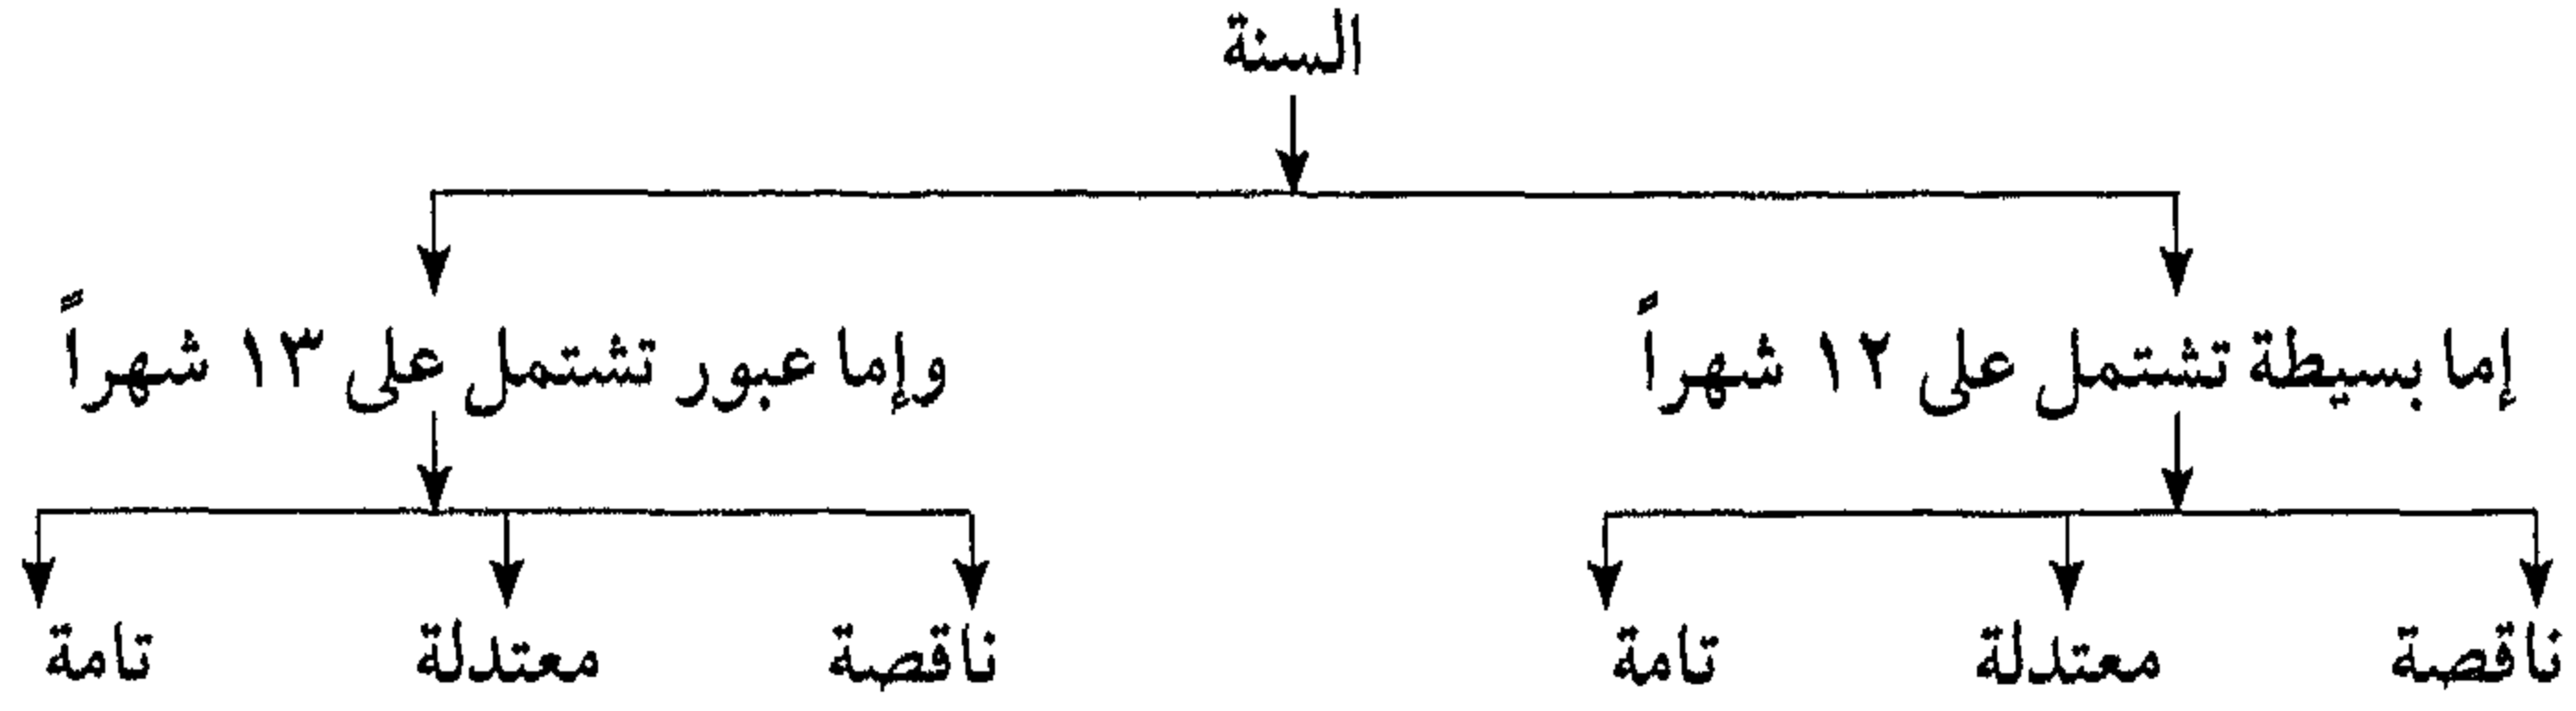 السنة
إما بسيطة تشتمل على ١٢ شهراً
وإما عبور تشتمل على ١٣ شهراً
ناقصة معتدلة تامة
ناقصة معتدلة تامة